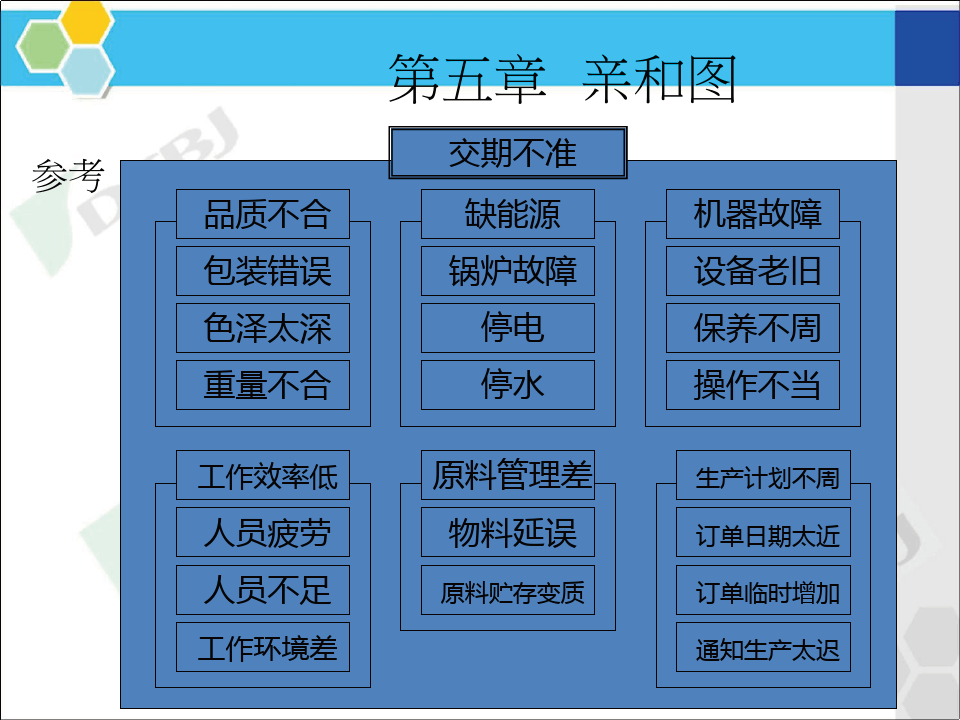 第五章 亲和图
参考
交期不准
品质不合
包装错误
色泽太深
重量不合
缺能源
锅炉故障
停电
停水
机器故障
设备老旧
保养不周
操作不当
工作效率低
人员疲劳
人员不足
工作环境差
原料管理差
物料延误
原料贮存变质
生产计划不周
订单日期太近
订单临时增加
通知生产太迟